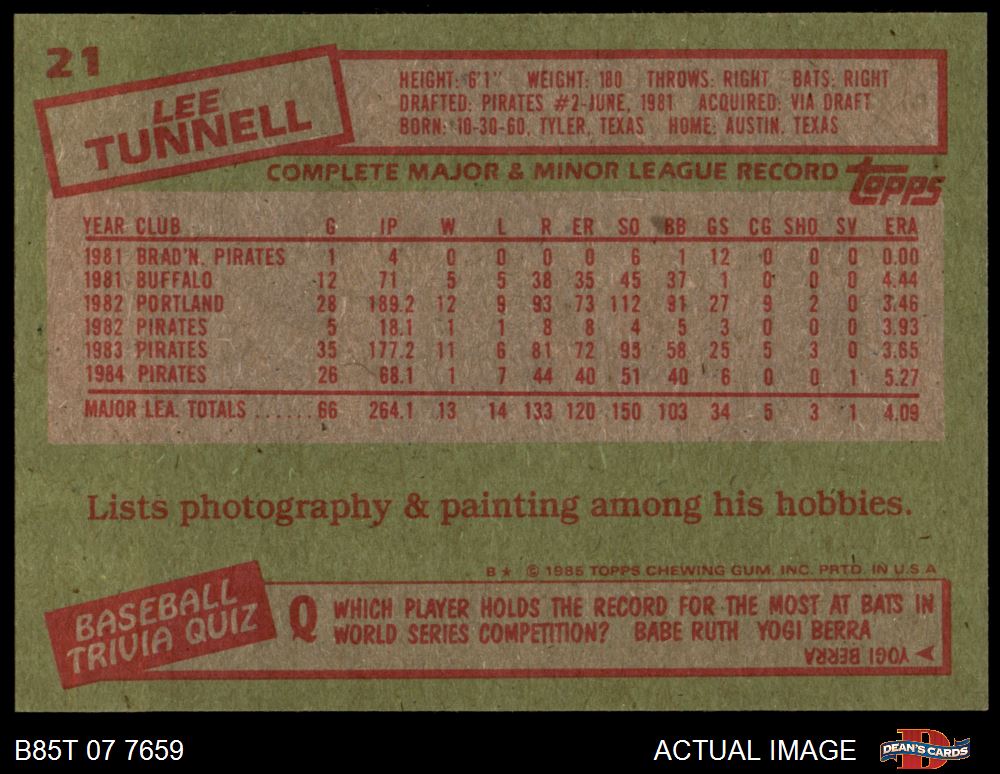 21
LEE
TUNNELL
HEIGHT: 6'1" WEIGHT: 180 THROWS: RIGHT BATS: RIGHT
DRAFTED: PIRATES #2-JUNE, 1981 ACQUIRED: VIA DRAFT
BORN: 10-30-60, TYLER, TEXAS HOME: AUSTIN, TEXAS
COMPLETE MAJOR & MINOR LEAGUE RECORD topps
YEAR CLUB G IP W L R ER SO BB GS CG SHO SV ERA
1981 BRAD'N. PIRATES 1 4 0 0 0 0 6 1 12 0 0 0 0.00
1981 BUFFALO 12 71 5 5 38 35 45 37 1 0 0 0 4.44
1982 PORTLAND 28 189.2 12 9 93 73 112 91 27 9 2 0 3.46
1982 PIRATES 5 18.1 1 1 8 8 4 5 3 0 0 0 3.93
1983 PIRATES 35 177.2 11 6 81 72 95 58 25 5 3 0 3.65
1984 PIRATES 26 68.1 1 7 44 40 51 40 6 0 0 1 5.27
MAJOR LEA. TOTALS ...... 66 264.1 13 14 133 120 150 103 34 5 3 1 4.09
Lists photography & painting among his hobbies.
B★ © 1985 TOPPS CHEWING GUM, INC. PRTD. IN U.S.A
BASEBALL
TRIVIA QUIZ
Q WHICH PLAYER HOLDS THE RECORD FOR THE MOST AT BATS IN
WORLD SERIES COMPETITION? BABE RUTH YOGI BERRA
YOGI BERRA
B85T 07 7659
ACTUAL IMAGE
DEAN'S CARDS